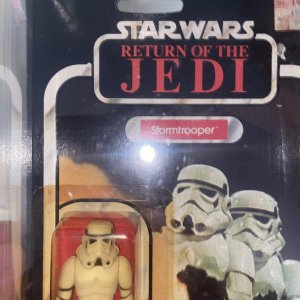 STAR WARS
RETURN OF THE
JEDI
Stormtrooper